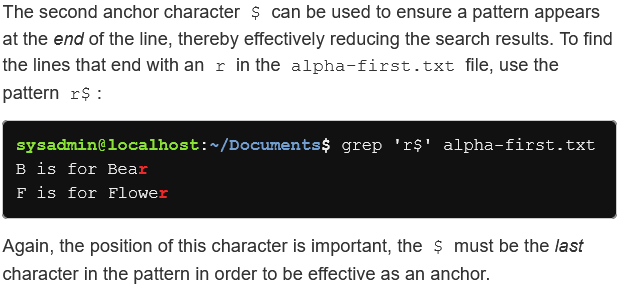 The second anchor character $ can be used to ensure a pattern appears
at the end of the line, thereby effectively reducing the search results. To find
the lines that end with an r in the alpha-first.txt file, use the
pattern r$ :
sysadmin@localhost:~/Documents$ grep 'r$' alpha-first.txt
B is for Bear
F is for Flower
Again, the position of this character is important, the $ must be the last
character in the pattern in order to be effective as an anchor.